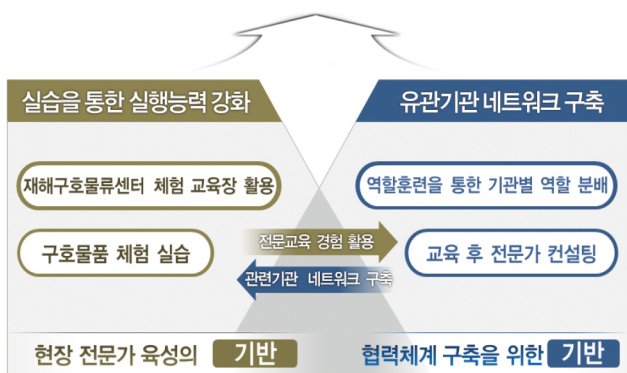 실습을 통한 실행능력 강화
유관기관 네트워크 구축
재해구호물류센터 체험 교육장 활용
역할훈련을 통한 기관별 역할 분배
구호물품 체험 실습
전문교육 경험 활용
관련기관 네트워크 구축
교육 후 전문가 컨설팅
현장 전문가 육성의 기반
협력체계 구축을 위한 기반